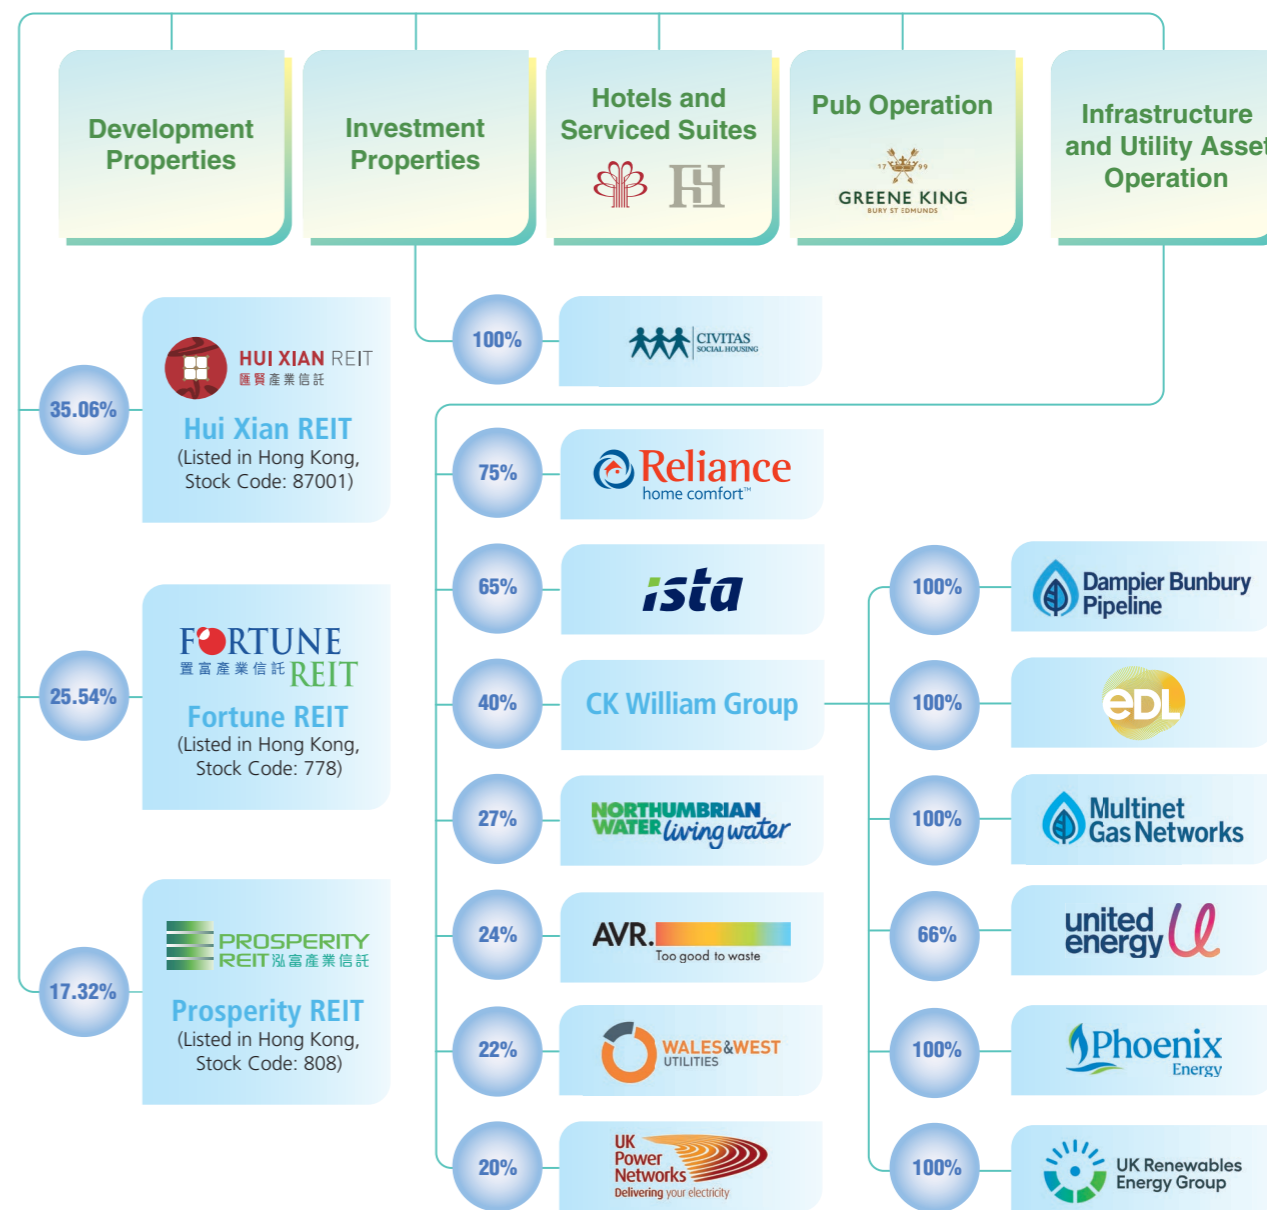 Development
Properties
Investment
Properties
Hotels and
Serviced Suites
Pub Operation
17 99
GREENE KING
BURY ST EDMUNDS
Infrastructure
and Utility Asset
Operation
35.06%
HUI XIAN REIT
匯賢產業信託
Hui Xian REIT
(Listed in Hong Kong,
Stock Code: 87001)
25.54%
FORTUNE
置富產業信託 REIT
Fortune REIT
(Listed in Hong Kong,
Stock Code: 778)
17.32%
PROSPERITY
REIT 泓富產業信託
Prosperity REIT
(Listed in Hong Kong,
Stock Code: 808)
100%
CIVITAS
SOCIAL HOUSING
75%
Reliance
home comfort™
65%
ista
40%
CK William Group
27%
NORTHUMBRIAN
WATER living water
24%
AVR.
Too good to waste
22%
WALES&WEST
UTILITIES
20%
UK
Power
Networks
Delivering your electricity
100%
Dampier Bunbury
Pipeline
100%
eDL
100%
Multinet
Gas Networks
66%
united
energy
100%
Phoenix
Energy
100%
UK Renewables
Energy Group